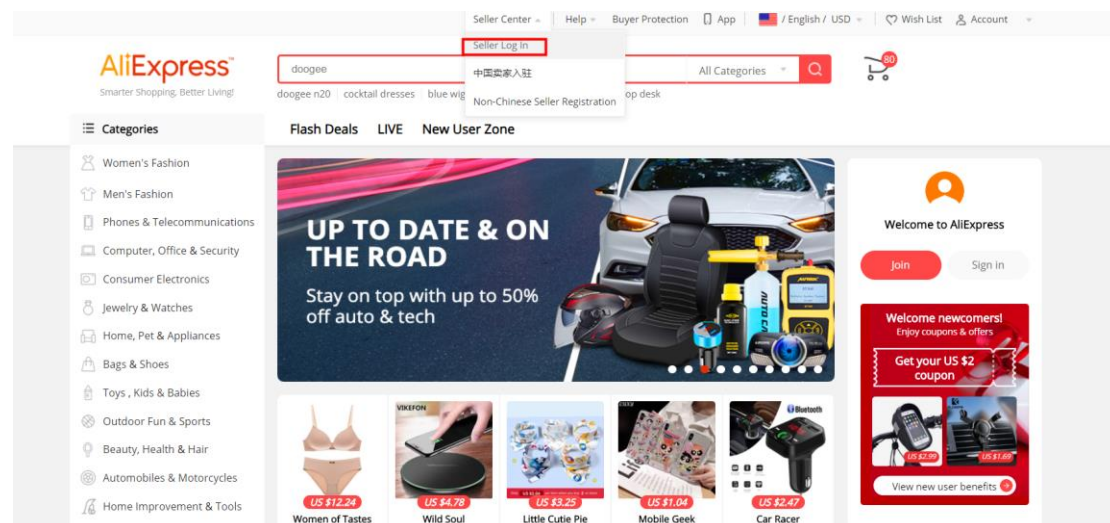 Seller Center
Help
Buyer Protection
App
/ English / USD
Wish List
Account
Seller Log In
中国卖家入驻
Non-Chinese Seller Registration
AliExpress™
Smarter Shopping, Better Living!
doogee
All Categories
80
doogee n20 cocktail dresses blue wig op desk
Categories
Flash Deals LIVE New User Zone
Women's Fashion
Men's Fashion
Phones & Telecommunications
Computer, Office & Security
Consumer Electronics
Jewelry & Watches
Home, Pet & Appliances
Bags & Shoes
Toys , Kids & Babies
Outdoor Fun & Sports
Beauty, Health & Hair
Automobiles & Motorcycles
Home Improvement & Tools
UP TO DATE & ON
THE ROAD
Stay on top with up to 50%
off auto & tech
Welcome to AliExpress
Join
Sign in
Welcome newcomers!
Enjoy coupons & offers
Get your US $2
coupon
US $2.99
US $1.69
View new user benefits
VIKEFON
Bluetooth
US $12.24
US $4.78
US $3.25
US $1.04
US $2.47
Women of Tastes
Wild Soul
Little Cutie Pie
Mobile Geek
Car Racer